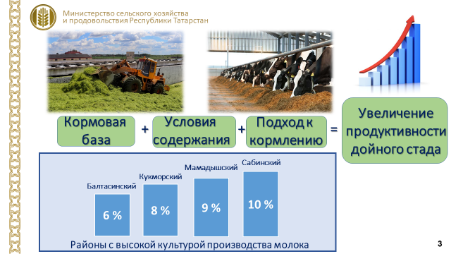 Министерство сельского хозяйства
и продовольствия Республики Татарстан
Кормовая
база
+
Условия
содержания
+
Подход к
кормлению
=
Увеличение
продуктивности
дойного стада
Балтасинский
Кукморский
Мамадышский
Сабинский
6 %
8 %
9 %
10 %
Районы с высокой культурой производства молока
3